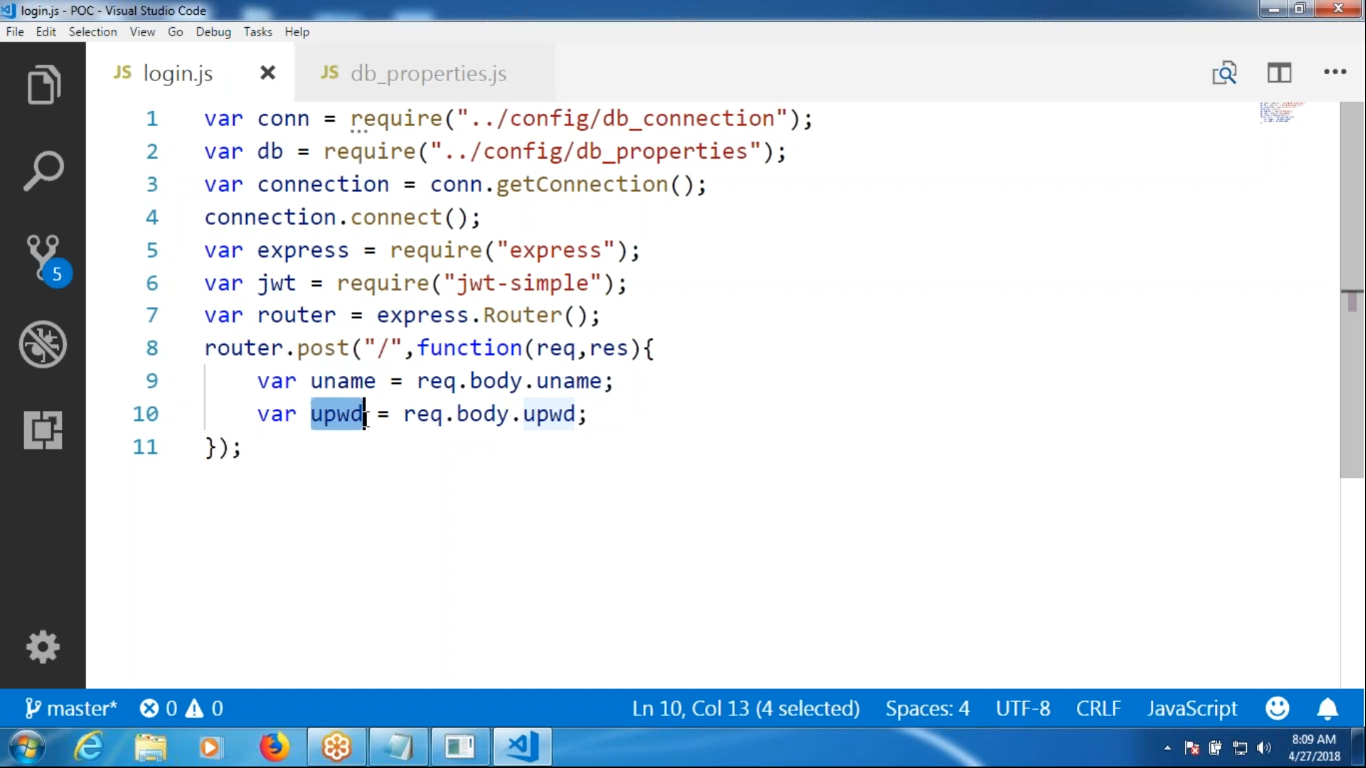 login.js - POC - Visual Studio Code
File Edit Selection View Go Debug Tasks Help
JS login.js JS db_properties.js
1 var conn = require("../config/db_connection");
2 var db = require("../config/db_properties");
3 var connection = conn.getConnection();
4 connection.connect();
5 var express = require("express");
6 var jwt = require("jwt-simple");
7 var router = express.Router();
8 router.post("/",function(req,res){
9 var uname = req.body.uname;
10 var upwd = req.body.upwd;
11 });
5
master* 0 0 Ln 10, Col 13 (4 selected) Spaces: 4 UTF-8 CRLF JavaScript
8:09 AM
4/27/2018